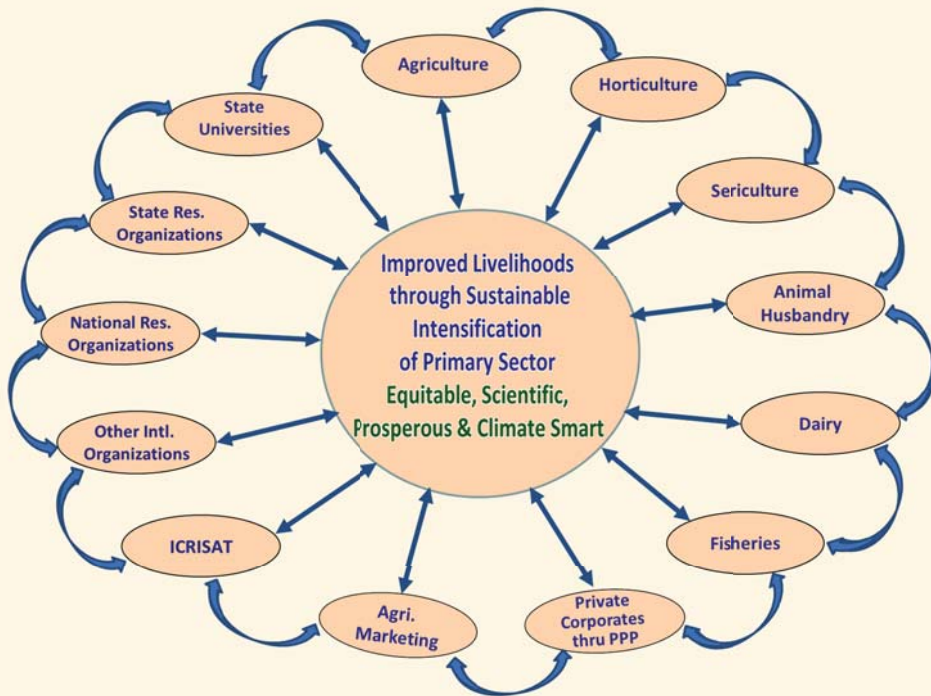 Agriculture
Horticulture
Sericulture
Animal
Husbandry
Dairy
Fisheries
Private
Corporates
thru PPP
Agri.
Marketing
ICRISAT
Other Intl.
Organizations
National Res.
Organizations
State Res.
Organizations
State
Universities
Improved Livelihoods
through Sustainable
Intensification
of Primary Sector
Equitable, Scientific,
Prosperous & Climate Smart